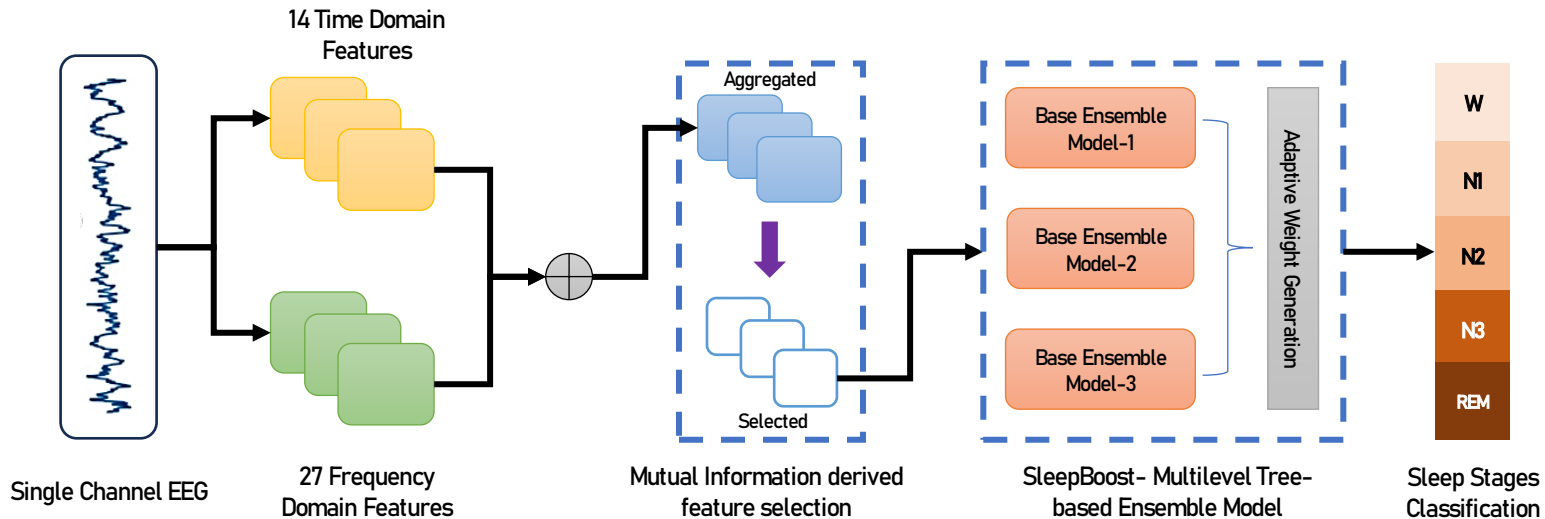 14 Time Domain
Features
Single Channel EEG
27 Frequency
Domain Features
Aggregated
Selected
Mutual Information derived
feature selection
Base Ensemble
Model-1
Base Ensemble
Model-2
Base Ensemble
Model-3
Adaptive Weight Generation
SleepBoost- Multilevel Tree-
based Ensemble Model
W
N1
N2
N3
REM
Sleep Stages
Classification